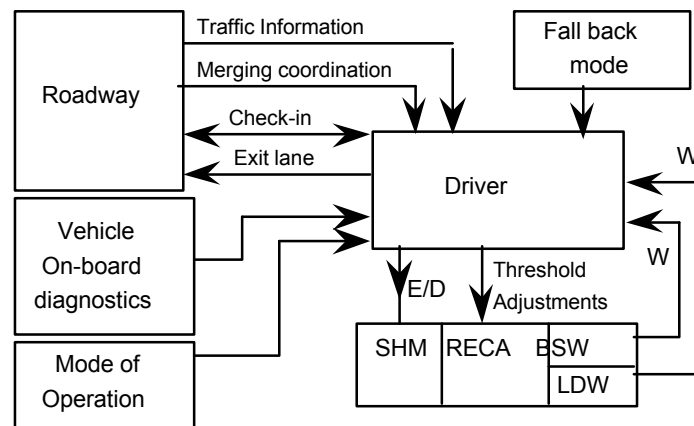 Traffic Information
Fall back
mode
Merging coordination
Roadway
Check-in
Exit lane
Driver
W
Vehicle
On-board
diagnostics
W
Threshold
Adjustments
E/D
SHM
RECA
BSW
LDW
Mode of
Operation